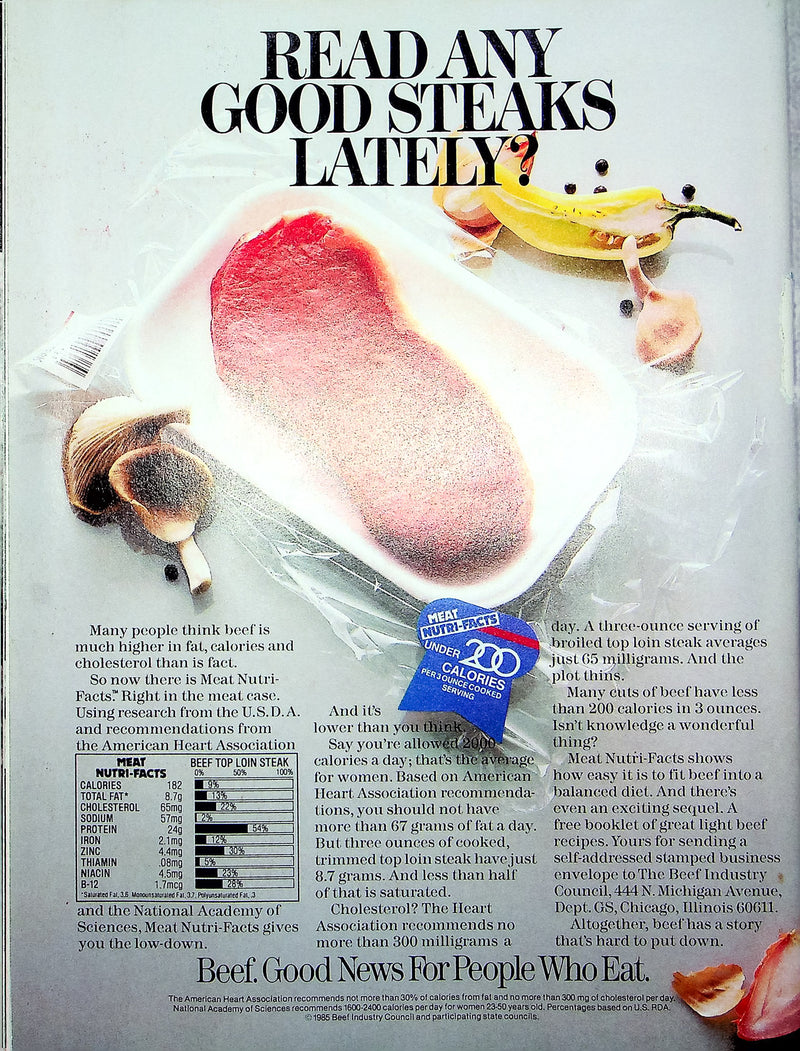 READ ANY
GOOD STEAKS
LATELY?
Many people think beef is
much higher in fat, calories and
cholesterol than is fact.
So now there is Meat Nutri-
Facts.™ Right in the meat case.
Using research from the U.S.D.A.
and recommendations from
the American Heart Association
MEAT
NUTRI-FACTS
BEEF TOP LOIN STEAK
0% 50% 100%
CALORIES 182 9%
TOTAL FAT* 8.7g 13%
CHOLESTEROL 65mg 22%
SODIUM 57mg 2%
PROTEIN 24g 54%
IRON 2.1mg 12%
ZINC 4.4mg 30%
THIAMIN .08mg 5%
NIACIN 4.5mg 23%
B-12 1.7mcg 28%
*Saturated Fat, 3.6 Monounsaturated Fat, 3.7, Polyunsaturated Fat, .3
and the National Academy of
Sciences, Meat Nutri-Facts gives
you the low-down.
MEAT
NUTRI-FACTS
UNDER 200
CALORIES
PER 3 OUNCE COOKED
SERVING
And it's
lower than you think.
Say you're allowed 2000
calories a day; that's the average
for women. Based on American
Heart Association recommenda-
tions, you should not have
more than 67 grams of fat a day.
But three ounces of cooked,
trimmed top loin steak have just
8.7 grams. And less than half
of that is saturated.
Cholesterol? The Heart
Association recommends no
more than 300 milligrams a
day. A three-ounce serving of
broiled top loin steak averages
just 65 milligrams. And the
plot thins.
Many cuts of beef have less
than 200 calories in 3 ounces.
Isn't knowledge a wonderful
thing?
Meat Nutri-Facts shows
how easy it is to fit beef into a
balanced diet. And there's
even an exciting sequel. A
free booklet of great light beef
recipes. Yours for sending a
self-addressed stamped business
envelope to The Beef Industry
Council, 444 N. Michigan Avenue,
Dept. GS, Chicago, Illinois 60611.
Altogether, beef has a story
that's hard to put down.
Beef. Good News For People Who Eat.
The American Heart Association recommends not more than 30% of calories from fat and no more than 300 mg of cholesterol per day.
National Academy of Sciences recommends 1600-2400 calories per day for women 23-50 years old. Percentages based on U.S. RDA.
© 1985 Beef Industry Council and participating state councils.